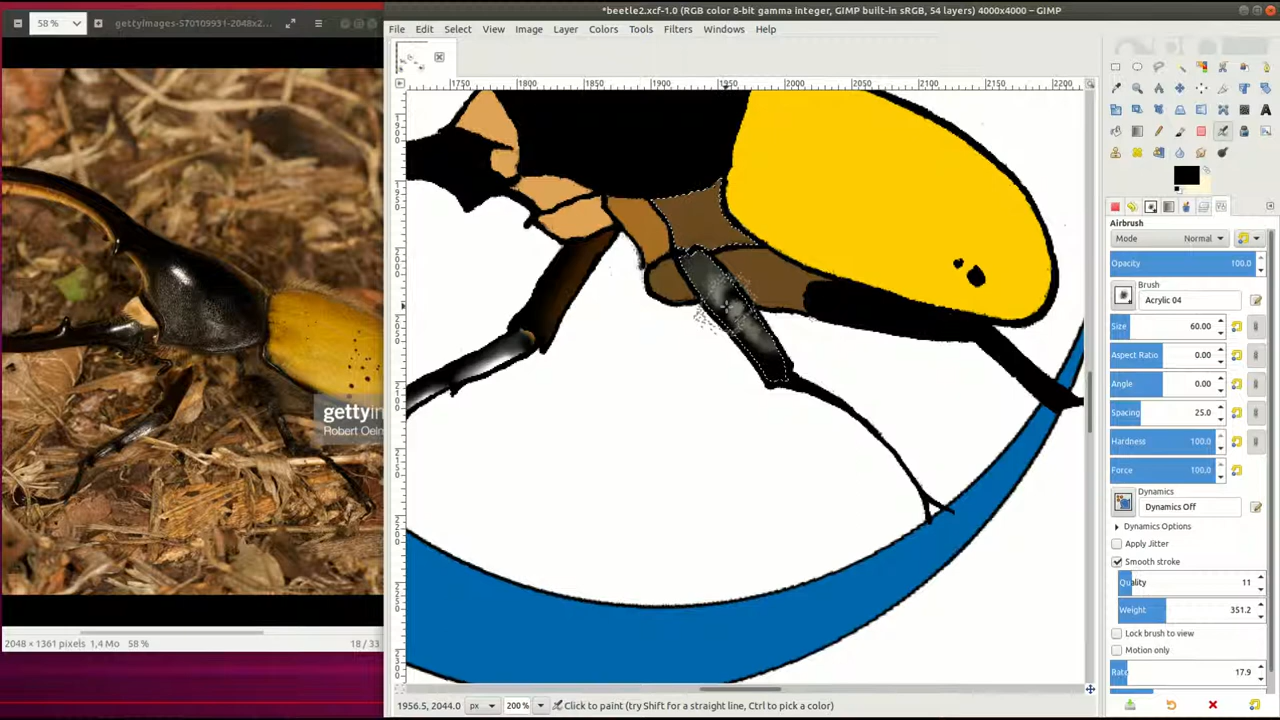 58 %
gettyimages-570109931-2048x2...
*beetle2.xcf-1.0 (RGB color 8-bit gamma integer, GIMP built-in sRGB, 54 layers) 4000x4000 – GIMP
File Edit Select View Image Layer Colors Tools Filters Windows Help
1750 1800 1850 1900 1950 2000 2050 2100 2150 2200
gettyim
Robert Oelm
2048 × 1361 pixels 1,4 Mo 58 %
18 / 33
Airbrush
Mode Normal
Opacity 100.0
Brush
Acrylic 04
Size 60.00
Aspect Ratio 0.00
Angle 0.00
Spacing 25.0
Hardness 100.0
Force 100.0
Dynamics
Dynamics Off
Dynamics Options
Apply Jitter
Smooth stroke
Quality 11
Weight 351.2
Lock brush to view
Motion only
Rate 17.9
1956.5, 2044.0 px 200 % Click to paint (try Shift for a straight line, Ctrl to pick a color)